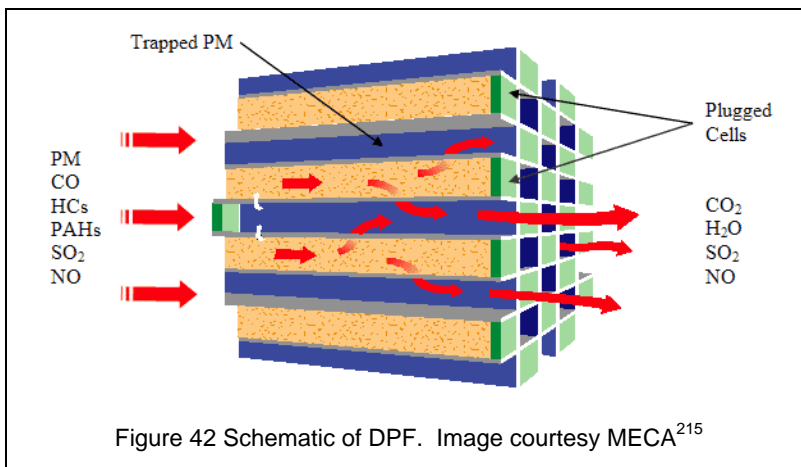 Trapped PM
Plugged
Cells
PM
CO
HCs
PAHs
SO₂
NO
CO₂
H₂O
SO₂
NO
Figure 42 Schematic of DPF. Image courtesy MECA²¹⁵